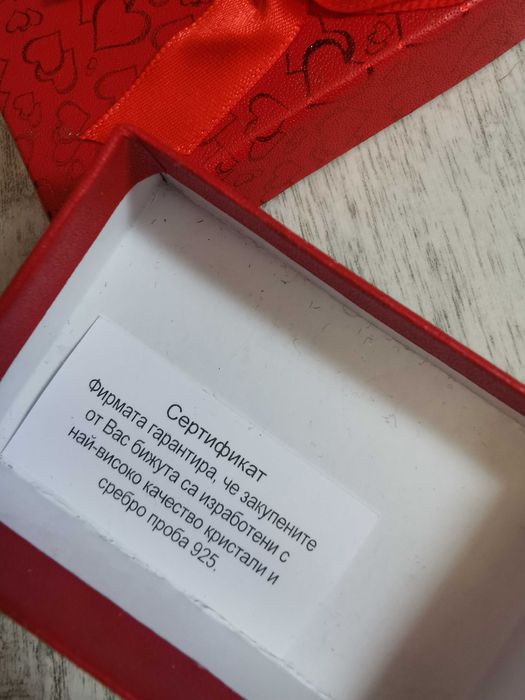 Сертификат
Фирмата гарантира, че закупените
от Вас бижута са изработени с
най-високо качество кристали и
сребро проба 925.